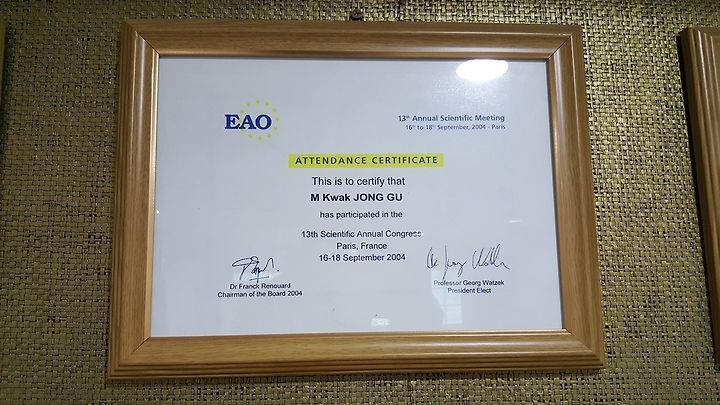 EAO
13th Annual Scientific Meeting
16th to 18th September, 2004 - Paris
ATTENDANCE CERTIFICATE
This is to certify that
M Kwak JONG GU
has participated in the
13th Scientific Annual Congress
Paris, France
16-18 September 2004
Dr Franck Renouard
Chairman of the Board 2004
Professor Georg Watzek
President Elect